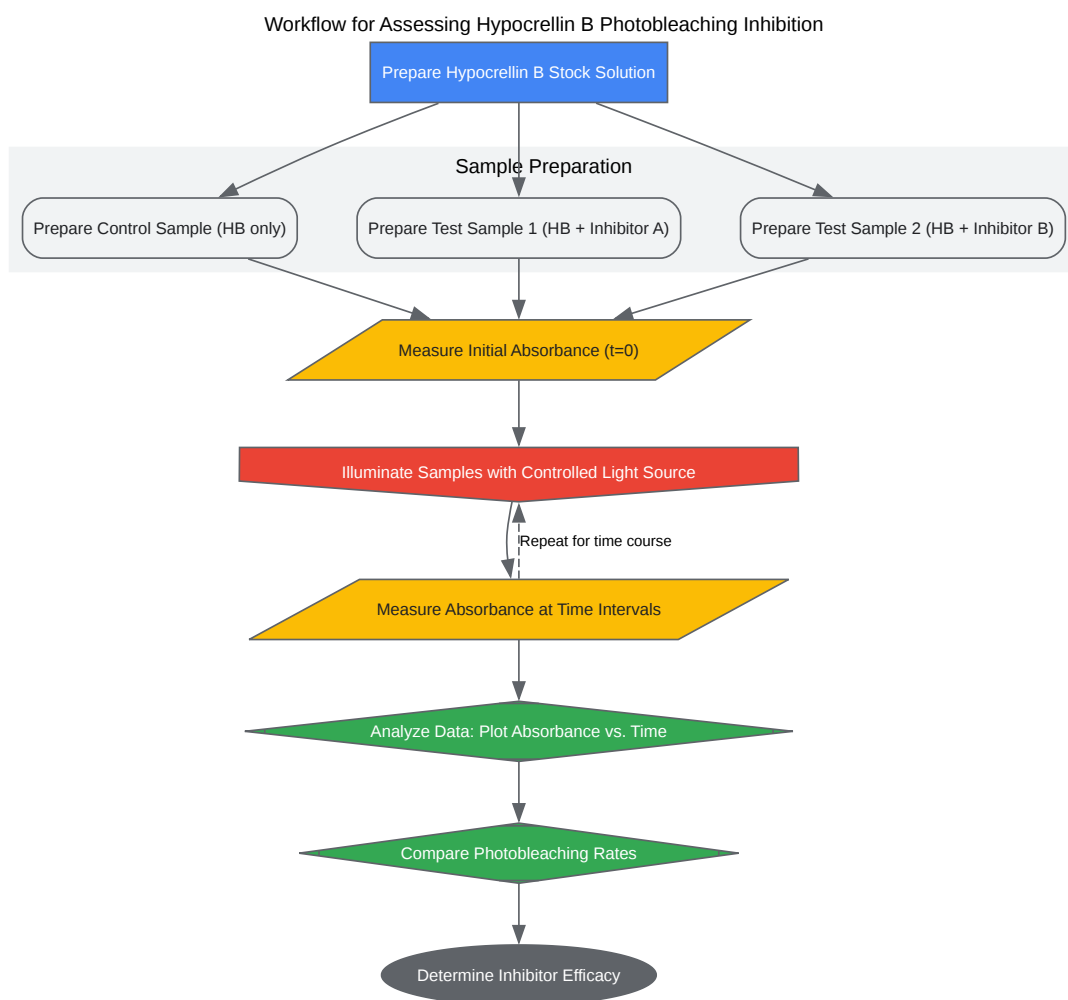 Workflow for Assessing Hypocrellin B Photobleaching Inhibition
Prepare Hypocrellin B Stock Solution
Sample Preparation
Prepare Control Sample (HB only)
Prepare Test Sample 1 (HB + Inhibitor A)
Prepare Test Sample 2 (HB + Inhibitor B)
Measure Initial Absorbance (t=0)
Illuminate Samples with Controlled Light Source
Repeat for time course
Measure Absorbance at Time Intervals
Analyze Data: Plot Absorbance vs. Time
Compare Photobleaching Rates
Determine Inhibitor Efficacy